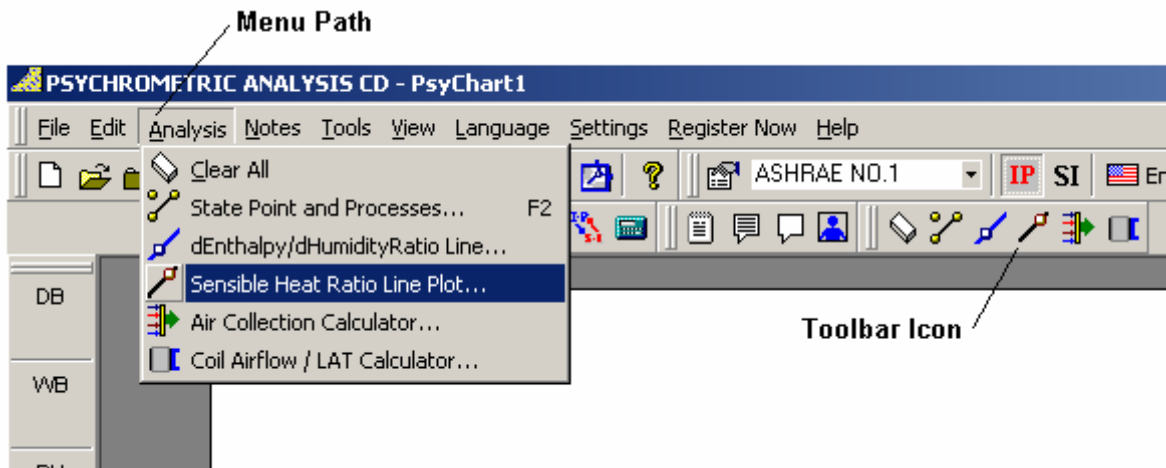 Menu Path
PSYCHROMETRIC ANALYSIS CD - PsyChart1
File Edit Analysis Notes Tools View Language Settings Register Now Help
ASHRAE NO.1 IP SI
Clear All
State Point and Processes... F2
I-P
S-I
dEnthalpy/dHumidityRatio Line...
Sensible Heat Ratio Line Plot...
DB
Air Collection Calculator...
Toolbar Icon
Coil Airflow / LAT Calculator...
WB